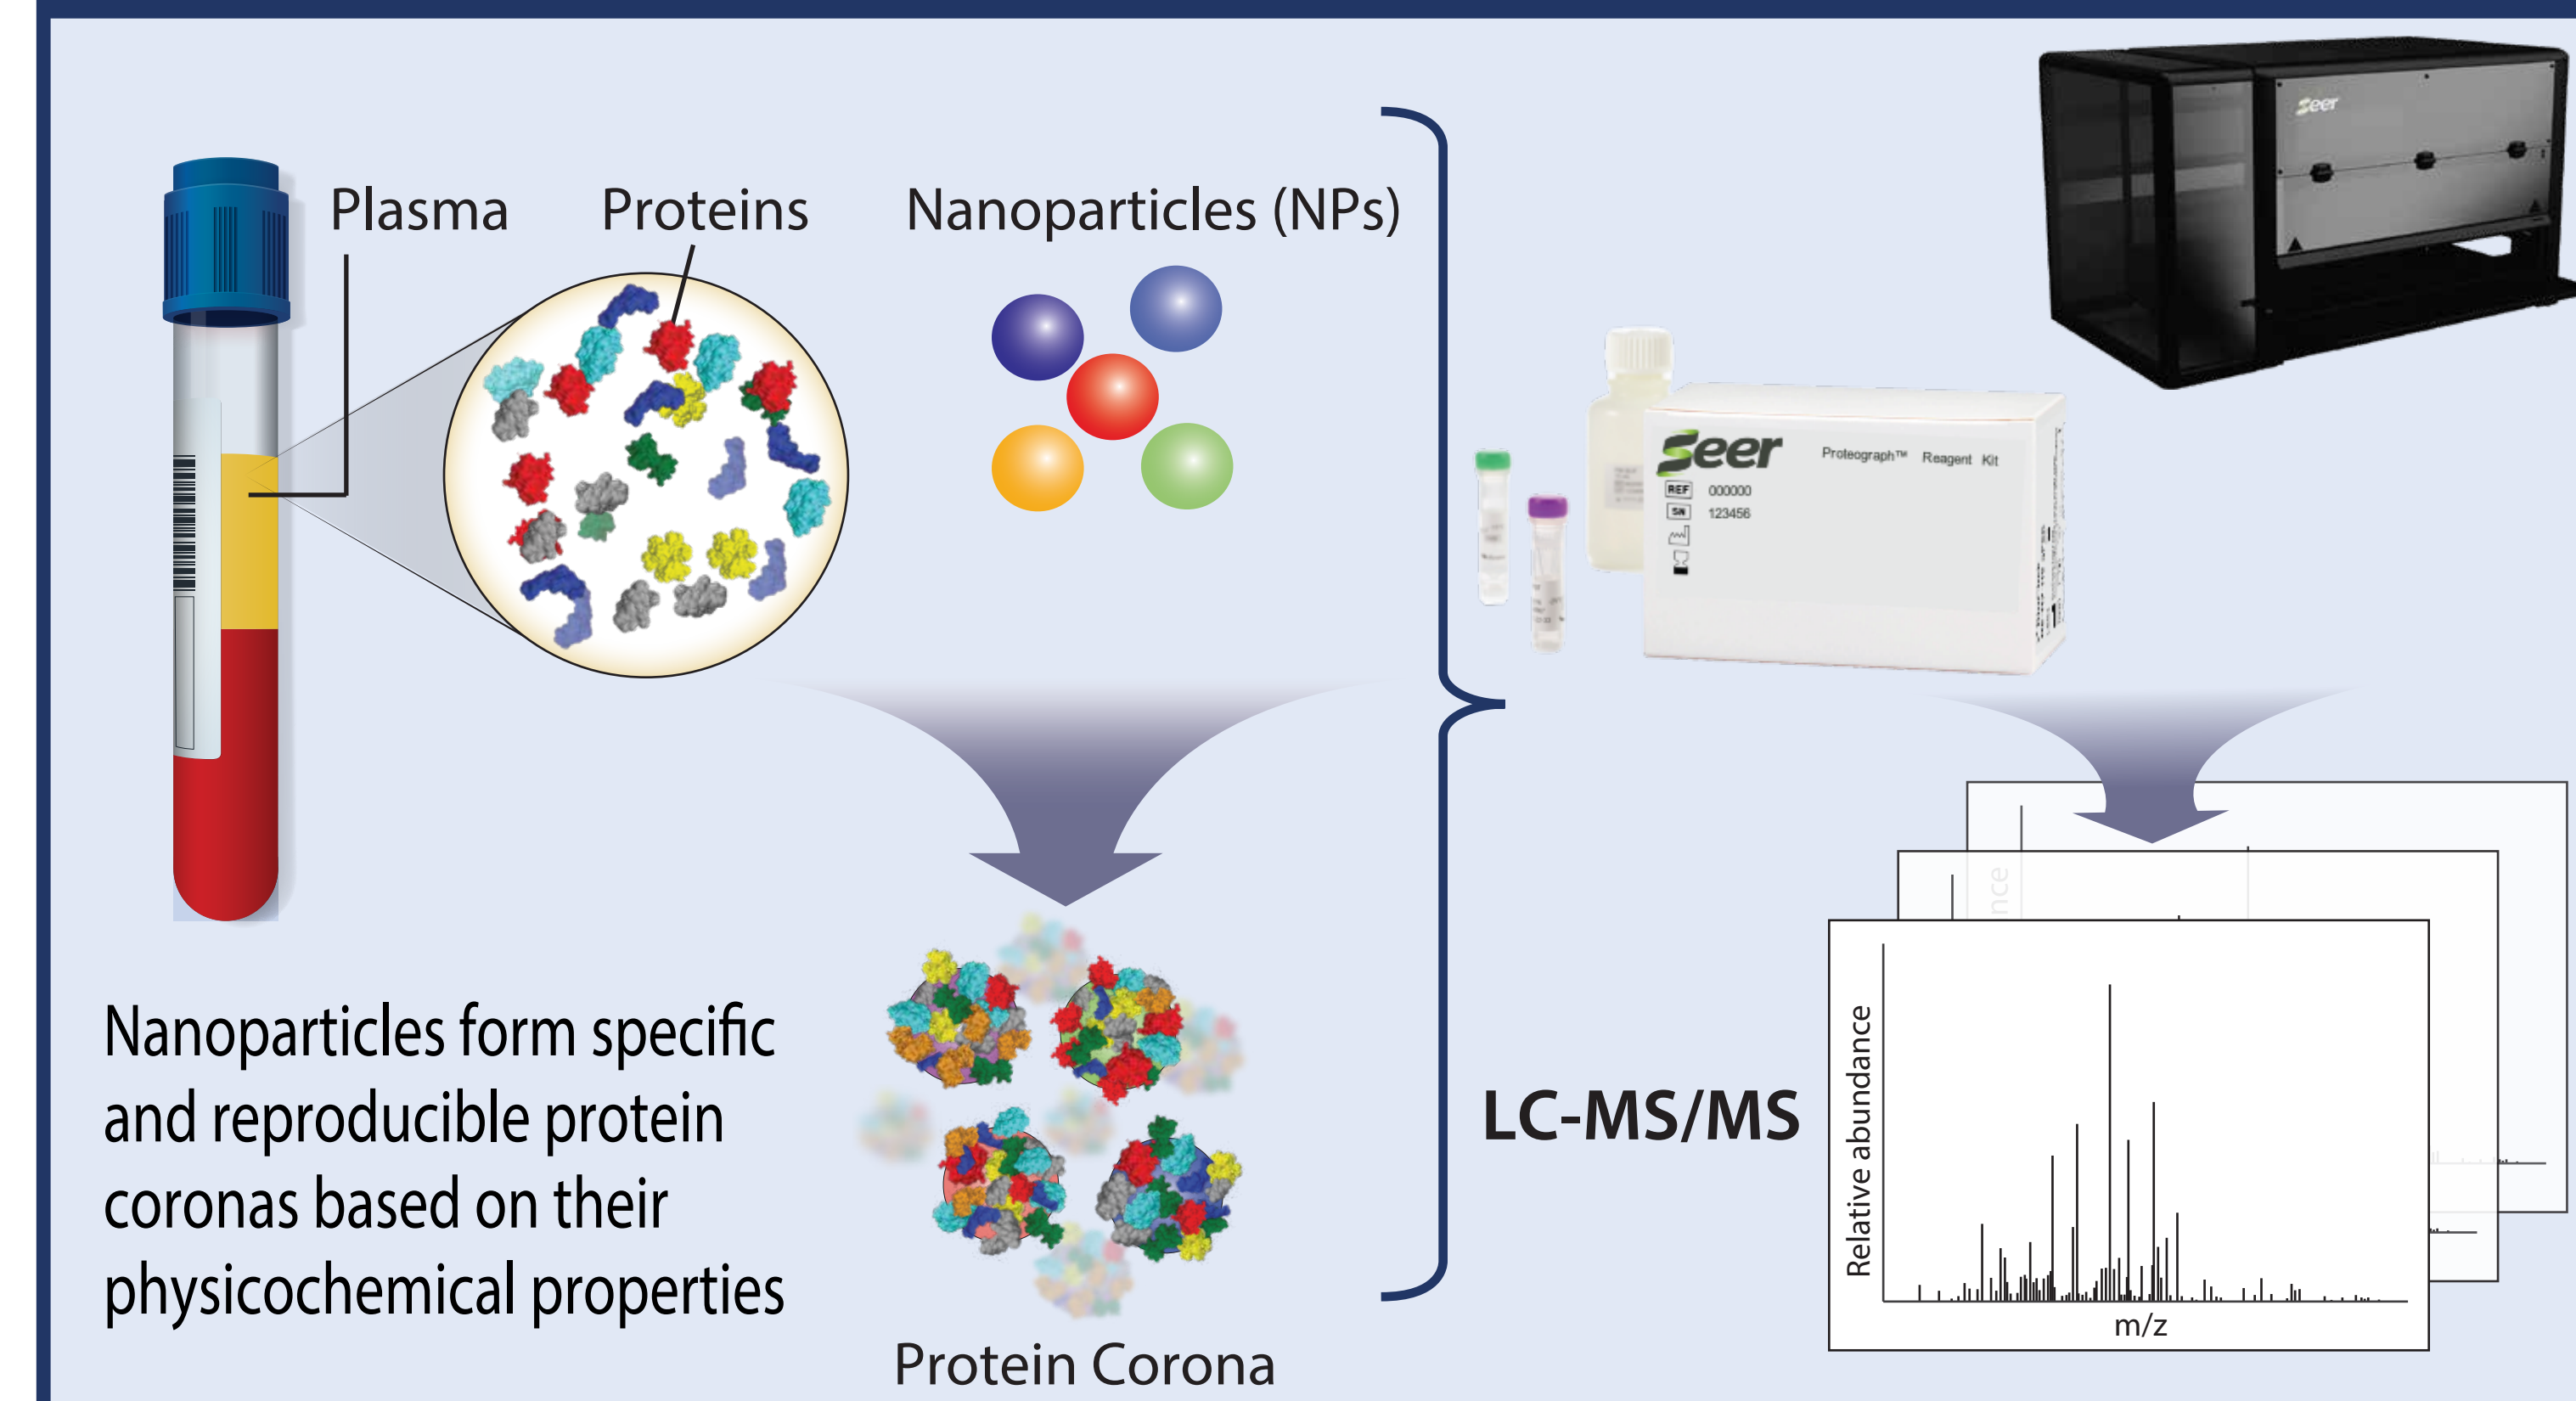 Plasma
Proteins
Nanoparticles (NPs)
Seer
Seer
Proteograph™ Reagent Kit
REF 000000
SN 123456
Nanoparticles form specific
and reproducible protein
coronas based on their
physicochemical properties
Protein Corona
LC-MS/MS
nce
Relative abundance
m/z